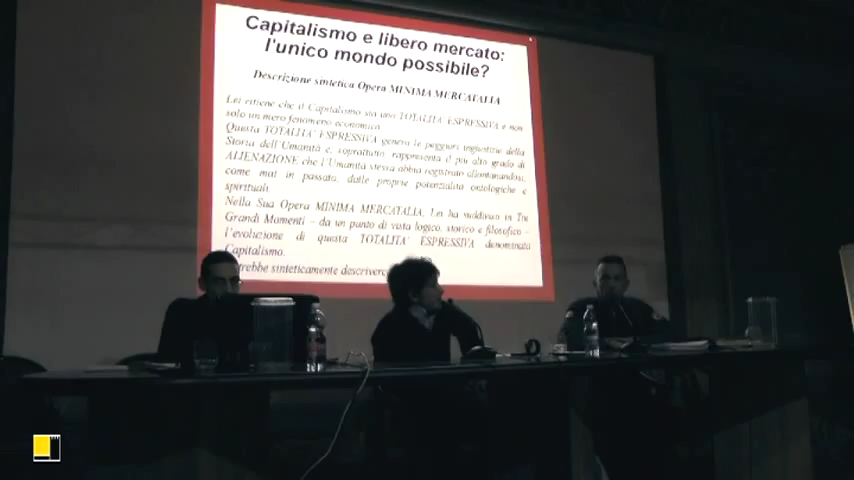 Capitalismo e libero mercato:
l'unico mondo possibile?
Descrizione sintetica Opera MINIMA MERCATALIA
Lei ritiene che il Capitalismo sia una TOTALITA' ESPRESSIVA e non
solo un mero fenomeno economico.
Questa TOTALITA' ESPRESSIVA genera le peggiori ingiustizie della
Storia dell'Umanità e, soprattutto, rappresenta il più alto grado di
ALIENAZIONE che l'Umanità stessa abbia registrato allontanandosi,
come mai in passato, dalle proprie potenzialità ontologiche e
spirituali.
Nella Sua Opera MINIMA MERCATALIA, Lei ha suddiviso in Tre
Grandi Momenti – da un punto di vista logico, storico e filosofico –
l'evoluzione di questa TOTALITA' ESPRESSIVA denominata
Capitalismo.
trebbe sinteticamente descriverc